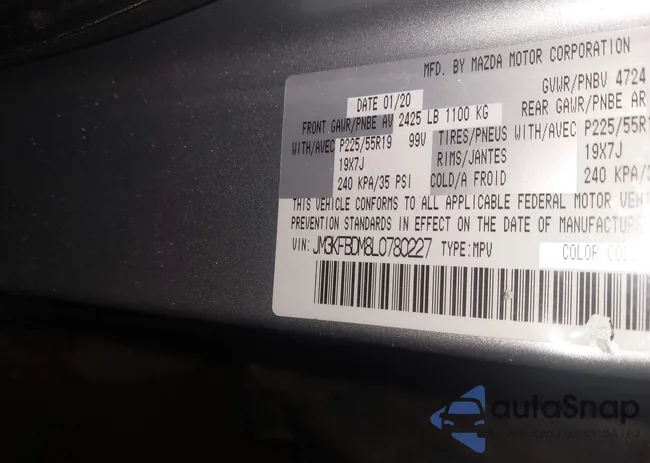 MFD. BY MAZDA MOTOR CORPORATION
DATE 01/20 GVWR/PNBV 4724
FRONT GAWR/PNBE AV 2425 LB 1100 KG REAR GAWR/PNBE AR
WITH/AVEC P225/55R19 99V TIRES/PNEUS WITH/AVEC P225/55R
19X7J RIMS/JANTES 19X7J
240 KPA/35 PSI COLD/A FROID 240 KPA/3
THIS VEHICLE CONFORMS TO ALL APPLICABLE FEDERAL MOTOR VEH
PREVENTION STANDARDS IN EFFECT ON THE DATE OF MANUFACTUR
VIN: JM3KFBDM8L0780227 TYPE:MPV COLOR COD
autoSnap